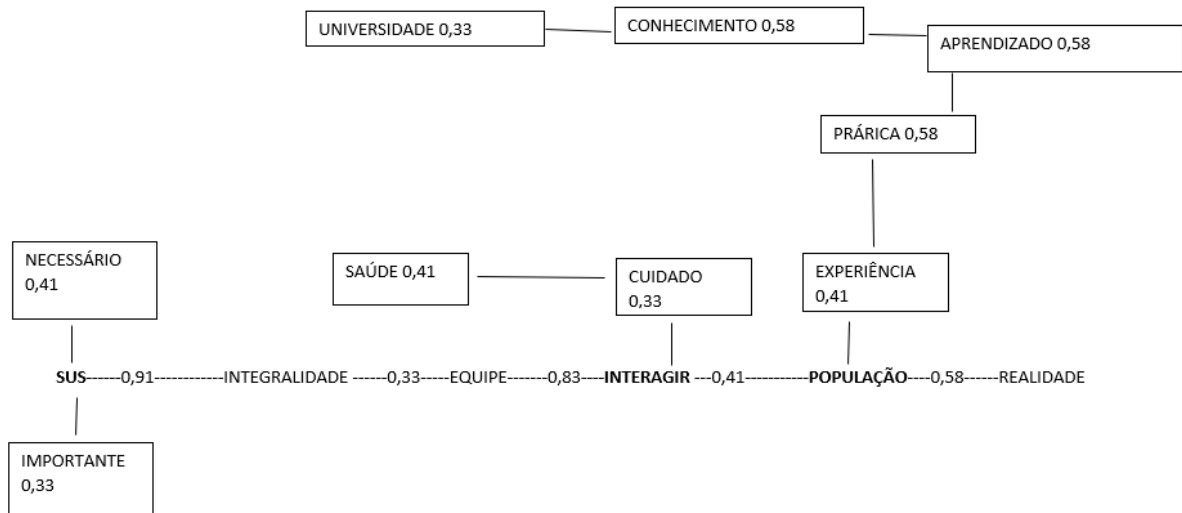 UNIVERSIDADE 0,33
CONHECIMENTO 0,58
APRENDIZADO 0,58
PRÁRICA 0,58
NECESSÁRIO
0,41
SAÚDE 0,41
CUIDADO
0,33
EXPERIÊNCIA
0,41
SUS------0,91------------INTEGRALIDADE ------0,33-----EQUIPE------0,83----INTERAGIR ---0,41-----------POPULAÇÃO----0,58------REALIDADE
IMPORTANTE
0,33